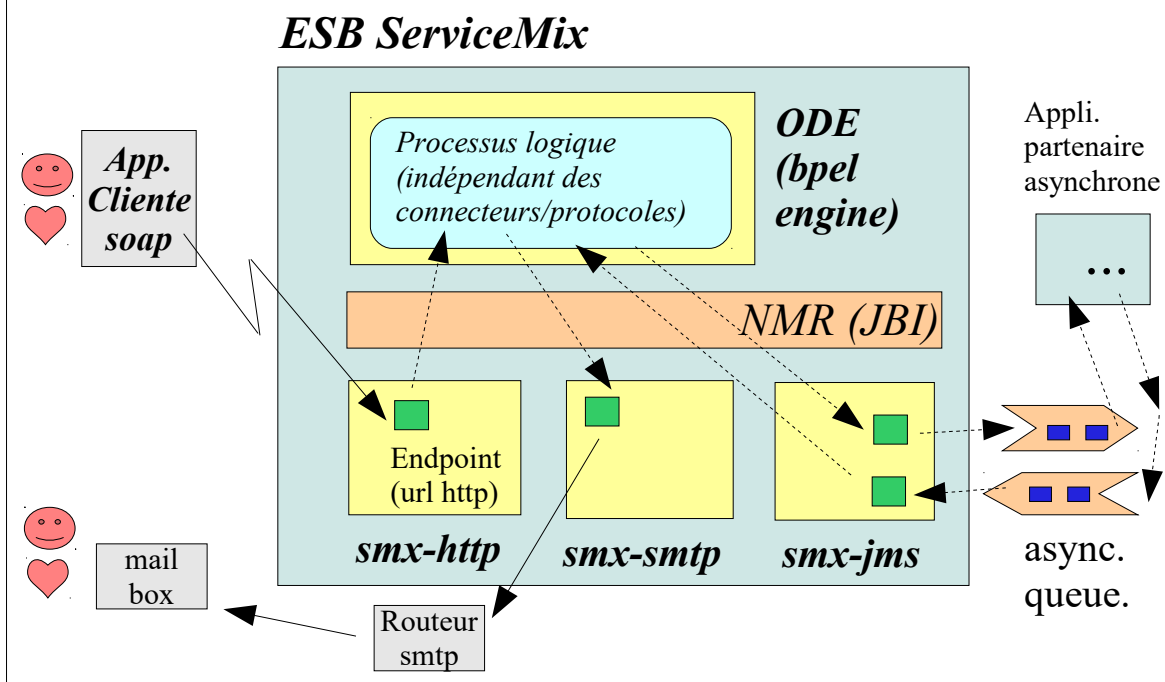 ESB ServiceMix
App.
Cliente
soap
Processus logique
(indépendant des
connecteurs/protocoles)
ODE
(bpel
engine)
Appli.
partenaire
asynchrone
...
NMR (JBI)
Endpoint
(url http)
smx-http
smx-smtp
smx-jms
async.
queue.
mail
box
Routeur
smtp